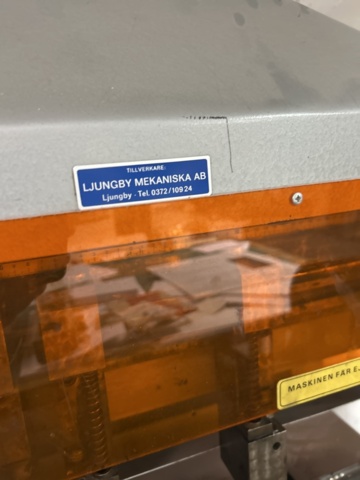 TILLVERKARE:
LJUNGBY MEKANISKA AB
Ljungby - Tel. 0372/109 24
MASKINEN FÅR